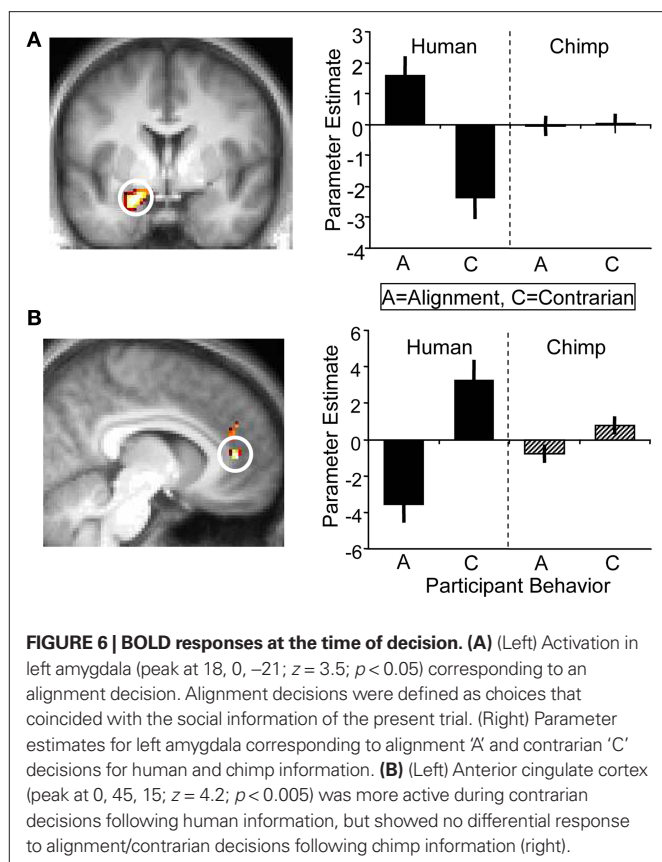 A
Human Chimp
Parameter Estimate
3
2
1
0
-1
-2
-3
-4
A C A C
A=Alignment, C=Contrarian
B
Human Chimp
Parameter Estimate
6
4
2
0
-2
-4
-6
A C A C
Participant Behavior
FIGURE 6 | BOLD responses at the time of decision. (A) (Left) Activation in
left amygdala (peak at 18, 0, −21; z = 3.5; p < 0.05) corresponding to an
alignment decision. Alignment decisions were defined as choices that
coincided with the social information of the present trial. (Right) Parameter
estimates for left amygdala corresponding to alignment ‘A’ and contrarian ‘C’
decisions for human and chimp information. (B) (Left) Anterior cingulate cortex
(peak at 0, 45, 15; z = 4.2; p < 0.005) was more active during contrarian
decisions following human information, but showed no differential response
to alignment/contrarian decisions following chimp information (right).